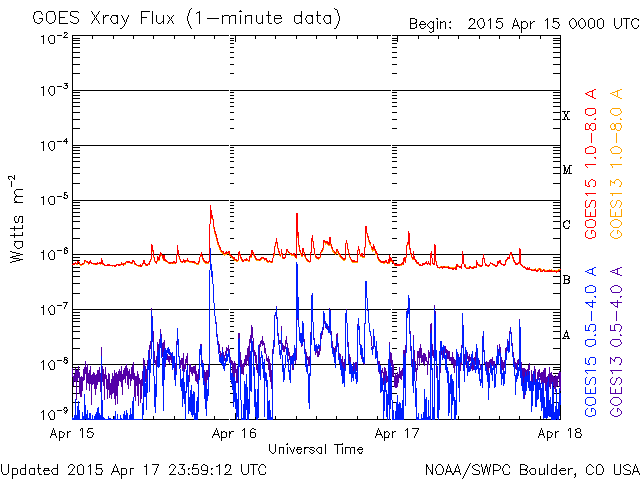 GOES Xray Flux (1-minute data)
Begin: 2015 Apr 15 0000 UTC
Watts m-2
10-2
10-3
10-4
10-5
10-6
10-7
10-8
10-9
X
M
C
B
A
GOES15 1.0-8.0 A
GOES13 1.0-8.0 A
GOES15 0.5-4.0 A
GOES13 0.5-4.0 A
Apr 15
Apr 16
Apr 17
Apr 18
Universal Time
Updated 2015 Apr 17 23:59:12 UTC
NOAA/SWPC Boulder, CO USA